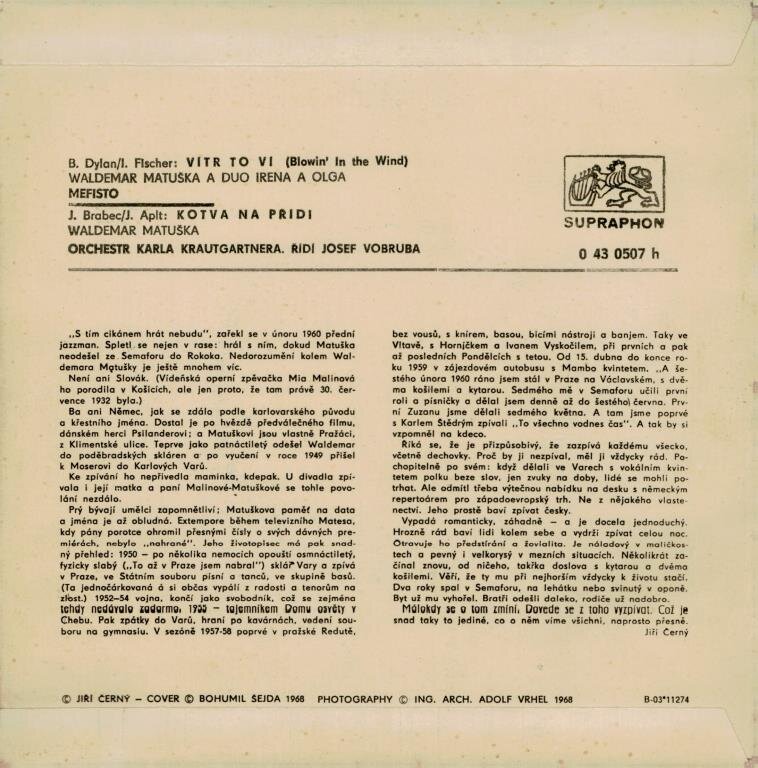 B. Dylan/I. Fischer: VÍTR TO VÍ (Blowin' In the Wind)
WALDEMAR MATUŠKA A DUO IRENA A OLGA
MEFISTO
J. Brabec/J. Aplt: KOTVA NA PŘÍDI
WALDEMAR MATUŠKA
ORCHESTR KARLA KRAUTGARTNERA. ŘÍDÍ JOSEF VOBRUBA
SUPRAPHON
0 43 0507 h
„S tím cikánem hrát nebudu", zařekl se v únoru 1960 přední
jazzman. Spletl se nejen v rase: hrál s ním, dokud Matuška
neodešel ze Semaforu do Rokoka. Nedorozumění kolem Wal-
demara Matušky je ještě mnohem víc.
Není ani Slovák. (Vídeňská operní zpěvačka Mia Malinová
ho porodila v Košicích, ale jen proto, že tam právě 30. čer-
vence 1932 byla.)
Ba ani Němec, jak se zdálo podle karlovarského původu
a křestního jména. Dostal je po hvězdě předválečného filmu,
dánském herci Psilanderovi; a Matuškovi jsou vlastně Pražáci,
z Klimentské ulice. Teprve jako patnáctiletý odešel Waldemar
do poděbradských skláren a po vyučení v roce 1949 přišel
k Moserovi do Karlových Varů.
Ke zpívání ho nepřivedla maminka, kdepak. U divadla zpí-
vala i její matka a paní Malinové-Matuškové se tohle povo-
lání nezdálo.
Prý bývají umělci zapomnětliví; Matuškova paměť na data
a jména je až obludná. Extempore během televizního Matesa,
kdy pány porotce ohromil přesnými čísly o svých dávných pre-
miérách, nebylo „nahrané". Jeho životopisec má pak snad-
ný přehled: 1950 – po několika nemocích opouští osmnáctiletý,
fyzicky slabý („To až v Praze jsem nabral") sklář Vary a zpívá
v Praze, ve Státním souboru písní a tanců, ve skupině basů.
(Ta jednočárkovaná á si občas vypálí z radosti a tenorům na
zlost.) 1952–54 vojna, končí jako svobodník, což se zejména
tehdy nedávalo zadarmo, 1955 – tajemníkem Domu osvěty v
Chebu. Pak zpátky do Varů, hraní po kavárnách, vedení sou-
boru na gymnasiu. V sezóně 1957-58 poprvé v pražské Redutě,
bez vousů, s knírem, basou, bicími nástroji a banjem. Taky ve
Vltavě, s Horníčkem a Ivanem Vyskočilem, při prvních a pak
až posledních Pondělcích s tetou. Od 15. dubna do konce ro-
ku 1959 v zájezdovém autobusu s Mambo kvintetem. „A še-
stého února 1960 ráno jsem stál v Praze na Václavském, s dvě-
ma košilemi a kytarou. Sedmého mě v Semaforu učili první
roli a písničky a dělal jsem denně až do šestého června. Prv-
ní Zuzanu jsme dělali sedmého května. A tam jsme poprvé
s Karlem Štědrým zpívali „To všechno vodnes čas". A tak by si
vzpomněl na kdeco.
Říká se, že je přizpůsobivý, že zazpívá každému všecko,
včetně dechovky. Proč by ji nezpíval, měl ji vždycky rád. Po-
chopitelně po svém: když dělali ve Varech s vokálním kvin-
tetem polku beze slov, jen zvuky na doby, lidé se mohli po-
trhat. Ale odmítl třeba výtečnou nabídku na desku s německým
repertoárem pro západoevropský trh. Ne z nějakého vlaste-
nectví. Jeho prostě baví zpívat česky.
Vypadá romanticky, záhadně – a je docela jednoduchý.
Hrozně rád baví lidi kolem sebe a vydrží zpívat celou noc.
Otravuje ho předstírání a žovialita. Je náladový v maličkos-
tech a pevný i velkorysý v mezních situacích. Několikrát za-
čínal znovu, od ničeho, takřka doslova s kytarou a dvěma
košilemi. Věří, že ty mu při nejhorším vždycky k životu stačí.
Dva roky spal v Semaforu, na lehátku nebo svinutý v oponě.
Byt už mu vyhořel. Bratři odešli daleko, rodiče už nadobro.
Málokdy se o tom zmíní. Dovede se z toho vyzpívat. Což je
snad taky to jediné, co o něm víme všichni, naprosto přesně.
Jiří Černý
© JIŘÍ ČERNÝ – COVER © BOHUMIL ŠEJDA 1968 PHOTOGRAPHY © ING. ARCH. ADOLF VRHEL 1968
B-03*11274